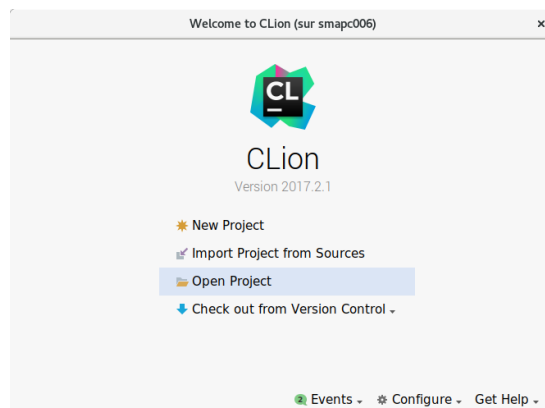 Welcome to CLion (sur smapc006)
CL
CLion
Version 2017.2.1
New Project
Import Project from Sources
Open Project
Check out from Version Control
2 Events Configure Get Help